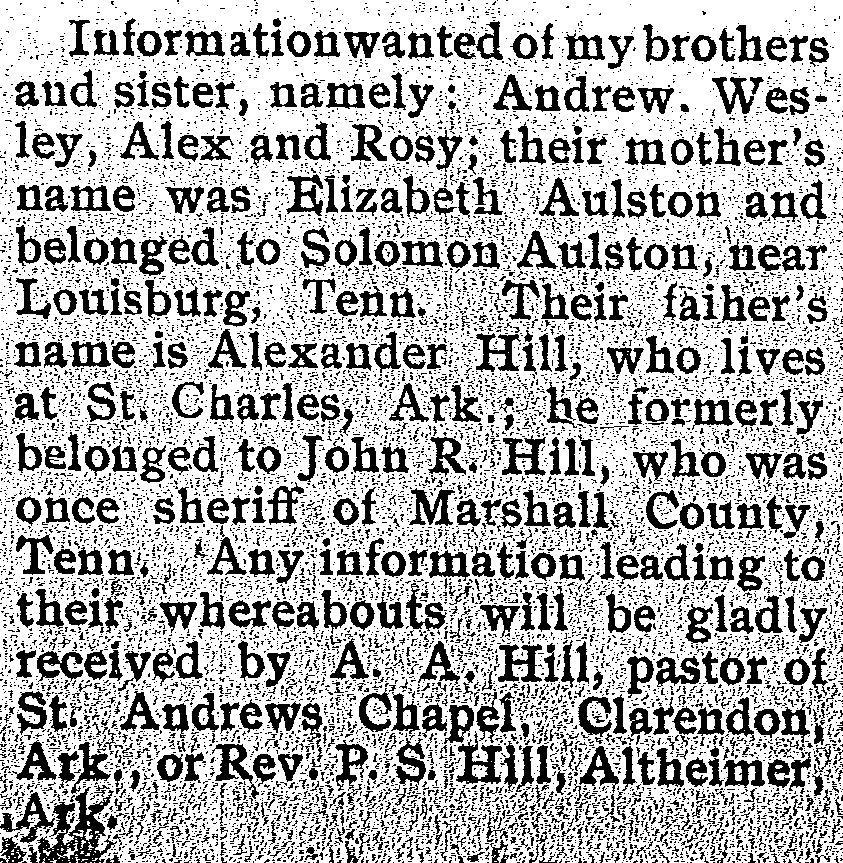 Information wanted of my brothers
and sister, namely: Andrew. Wes-
ley, Alex and Rosy; their mother's
name was Elizabeth Aulston and
belonged to Solomon Aulston, near
Louisburg, Tenn. Their faiher's
name is Alexander Hill, who lives
at St. Charles, Ark.; he formerly
belonged to John R. Hill, who was
once sheriff of Marshall County,
Tenn. Any information leading to
their whereabouts will be gladly
received by A. A. Hill, pastor of
St. Andrews Chapel, Clarendon,
Ark., or Rev. P. S. Hill, Altheimer,
Ark.